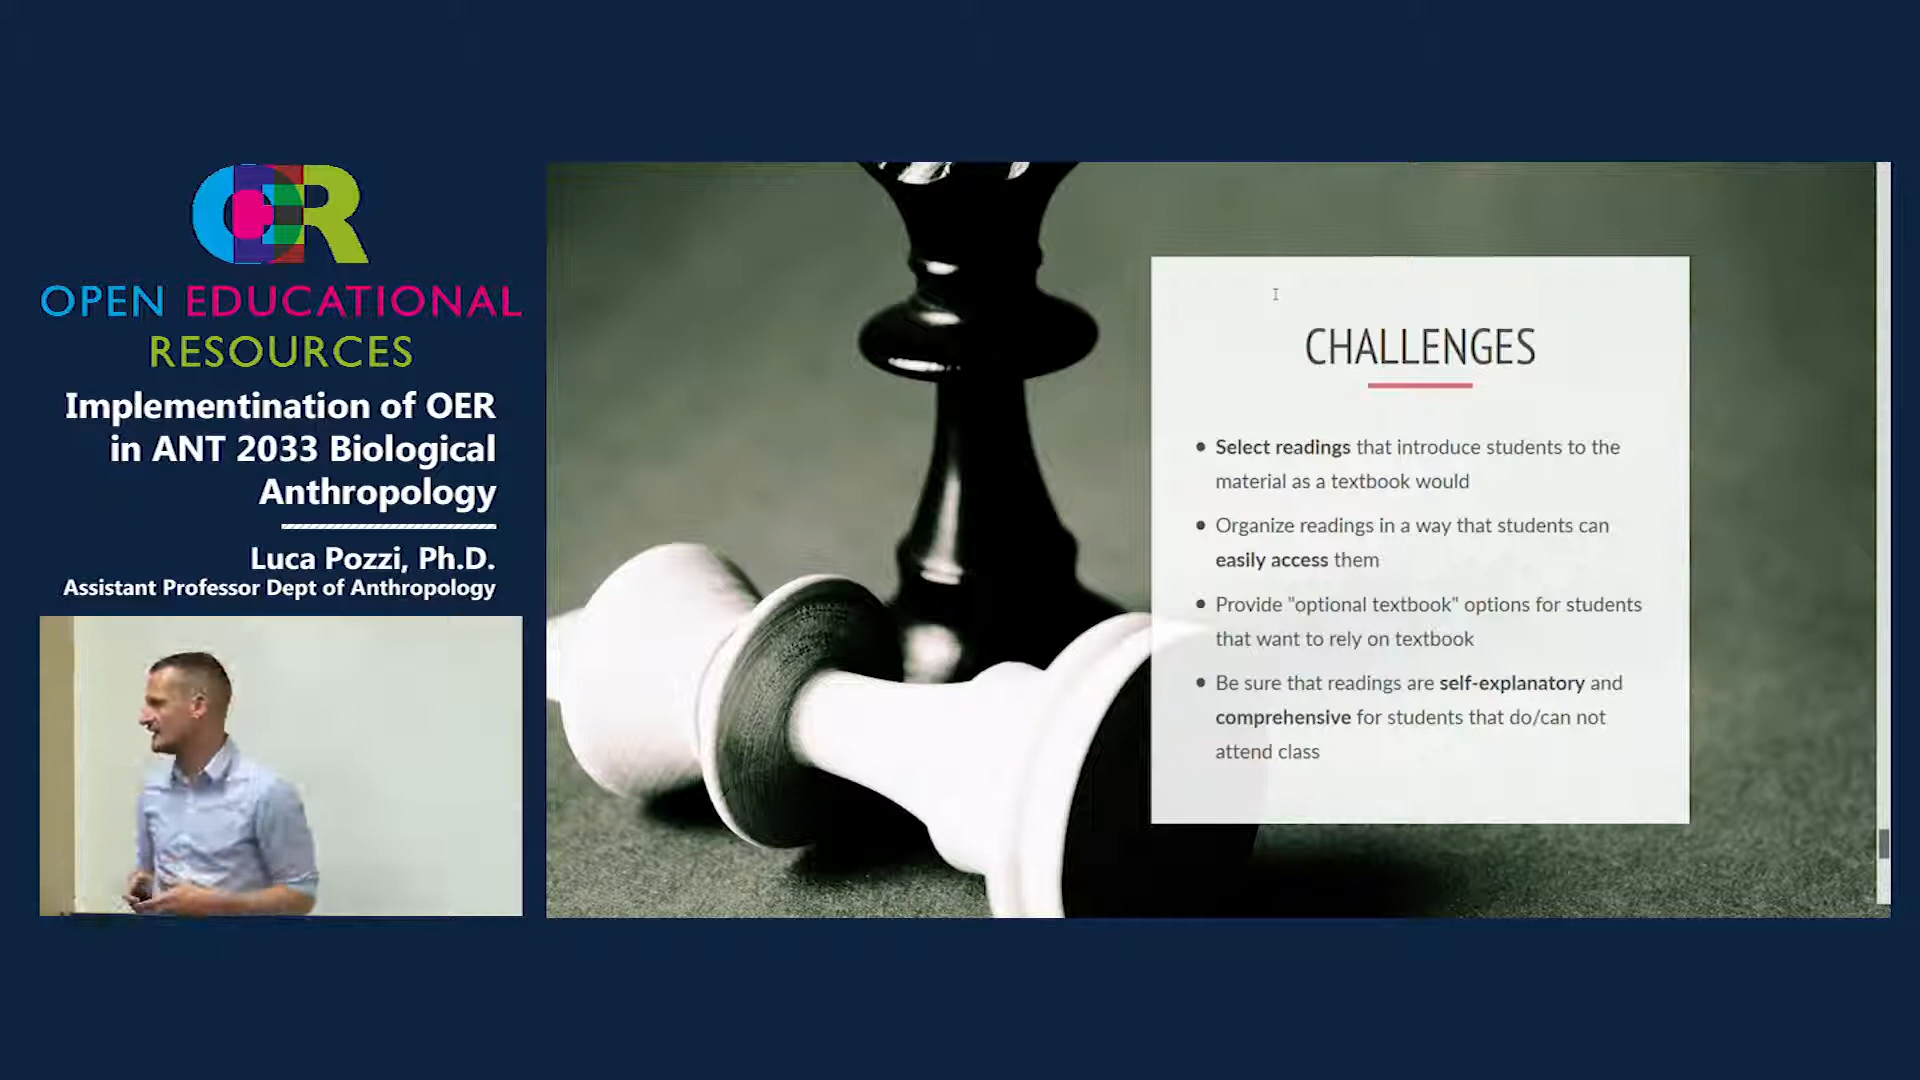 OER
OPEN EDUCATIONAL
RESOURCES
Implementination of OER
in ANT 2033 Biological
Anthropology
Luca Pozzi, Ph.D.
Assistant Professor Dept of Anthropology
CHALLENGES
• Select readings that introduce students to the
material as a textbook would
• Organize readings in a way that students can
easily access them
• Provide "optional textbook" options for students
that want to rely on textbook
• Be sure that readings are self-explanatory and
comprehensive for students that do/can not
attend class